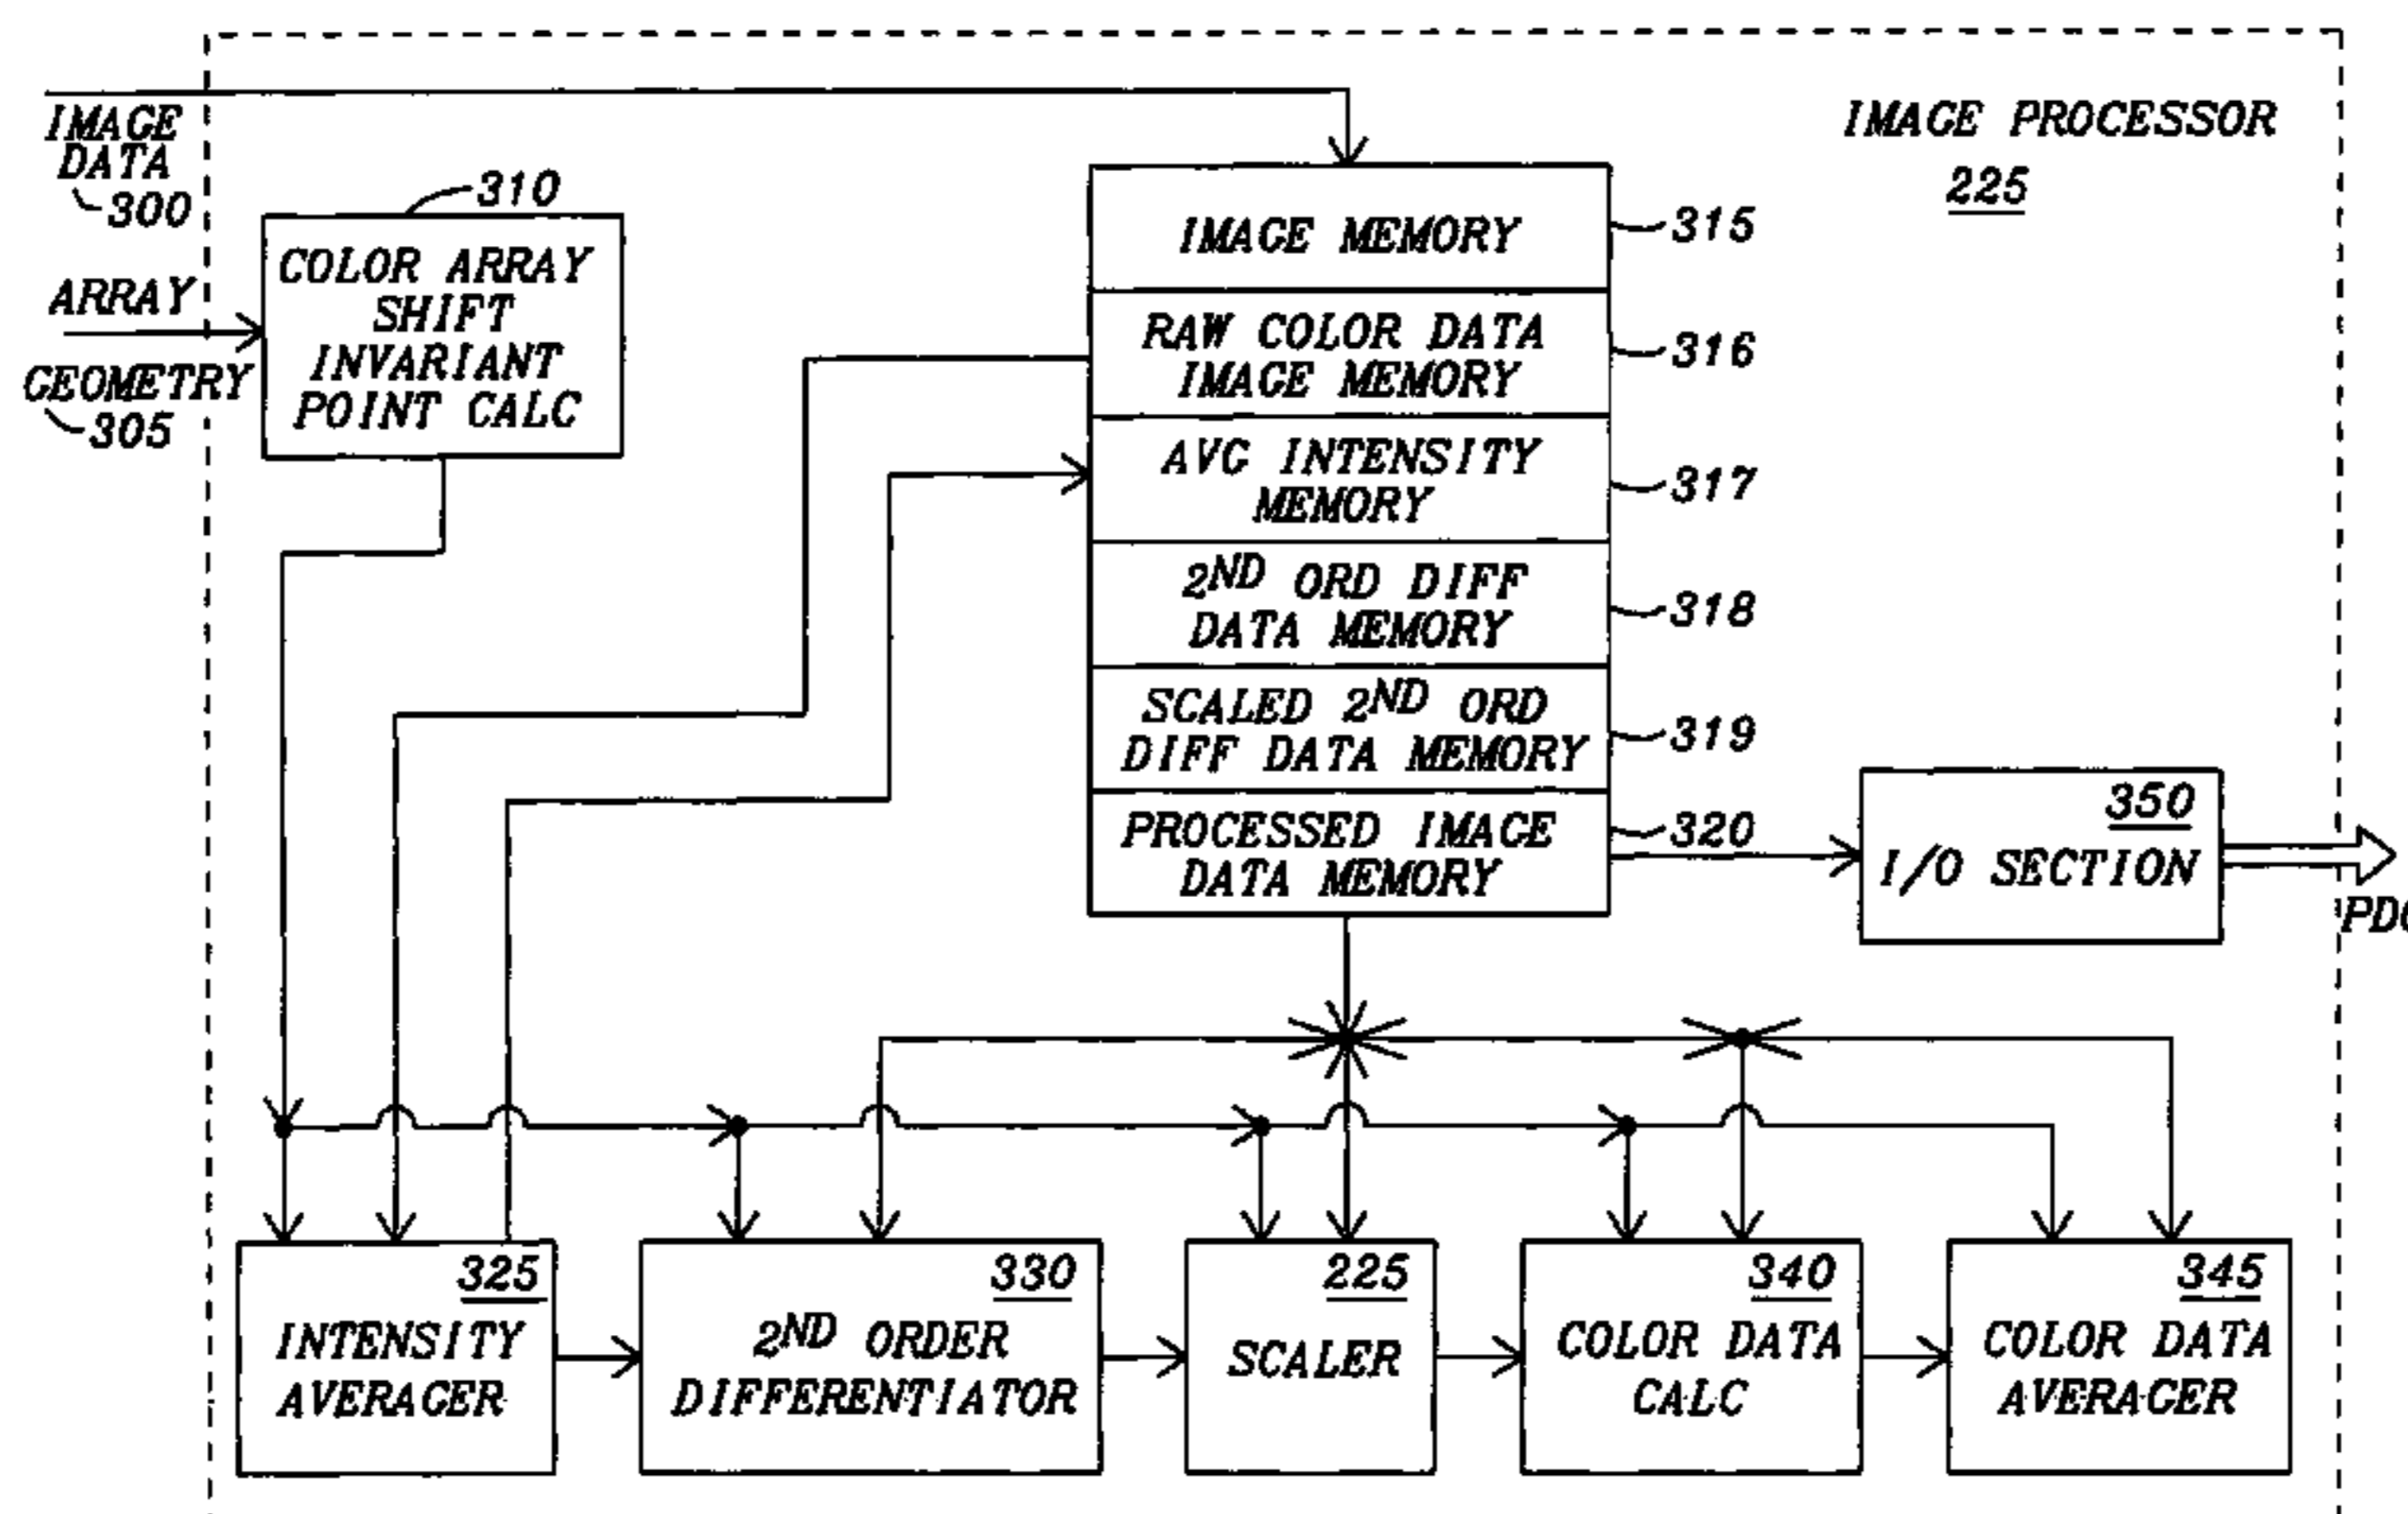 IMAGE PROCESSOR
225
IMAGE
DATA
300
310
ARRAY
GEOMETRY
305
COLOR ARRAY
SHIFT
INVARIANT
POINT CALC
IMAGE MEMORY
315
RAW COLOR DATA
IMAGE MEMORY
316
AVG INTENSITY
MEMORY
317
2ND ORD DIFF
DATA MEMORY
318
SCALED 2ND ORD
DIFF DATA MEMORY
319
PROCESSED IMAGE
DATA MEMORY
320
350
I/O SECTION
325
INTENSITY
AVERAGER
330
2ND ORDER
DIFFERENTIATOR
225
SCALER
340
COLOR DATA
CALC
345
COLOR DATA
AVERAGER